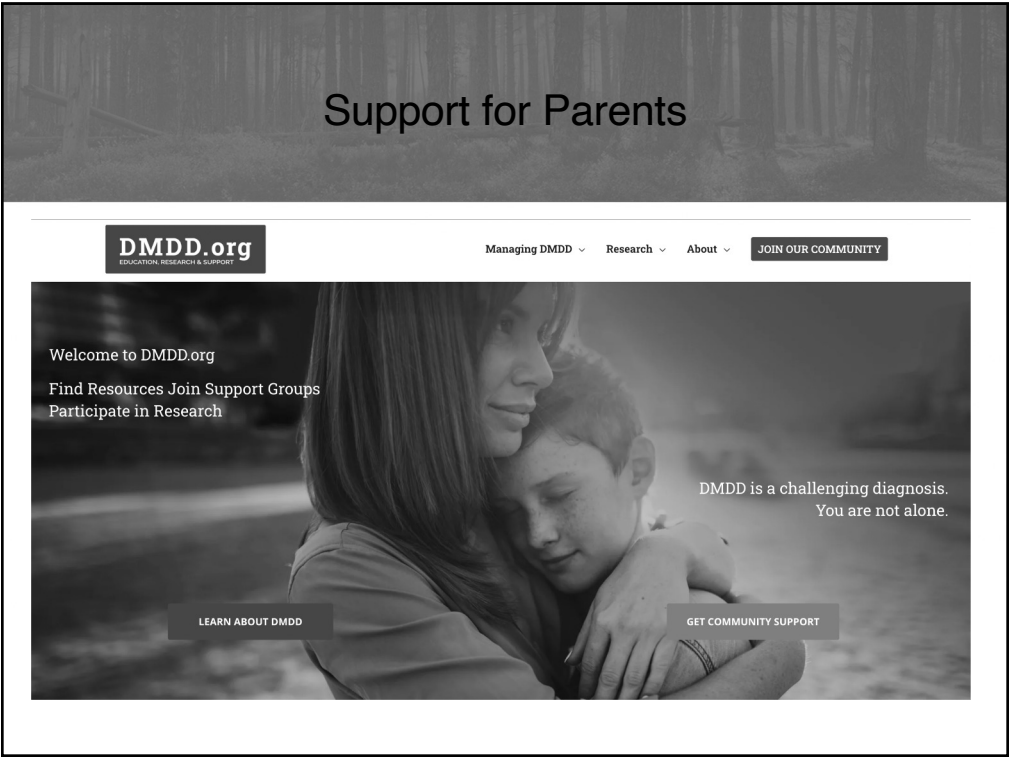 Support for Parents
DMDD.org
EDUCATION, RESEARCH & SUPPORT
Managing DMDD
Research
About
JOIN OUR COMMUNITY
Welcome to DMDD.org
Find Resources Join Support Groups
Participate in Research
DMDD is a challenging diagnosis.
You are not alone.
LEARN ABOUT DMDD
GET COMMUNITY SUPPORT